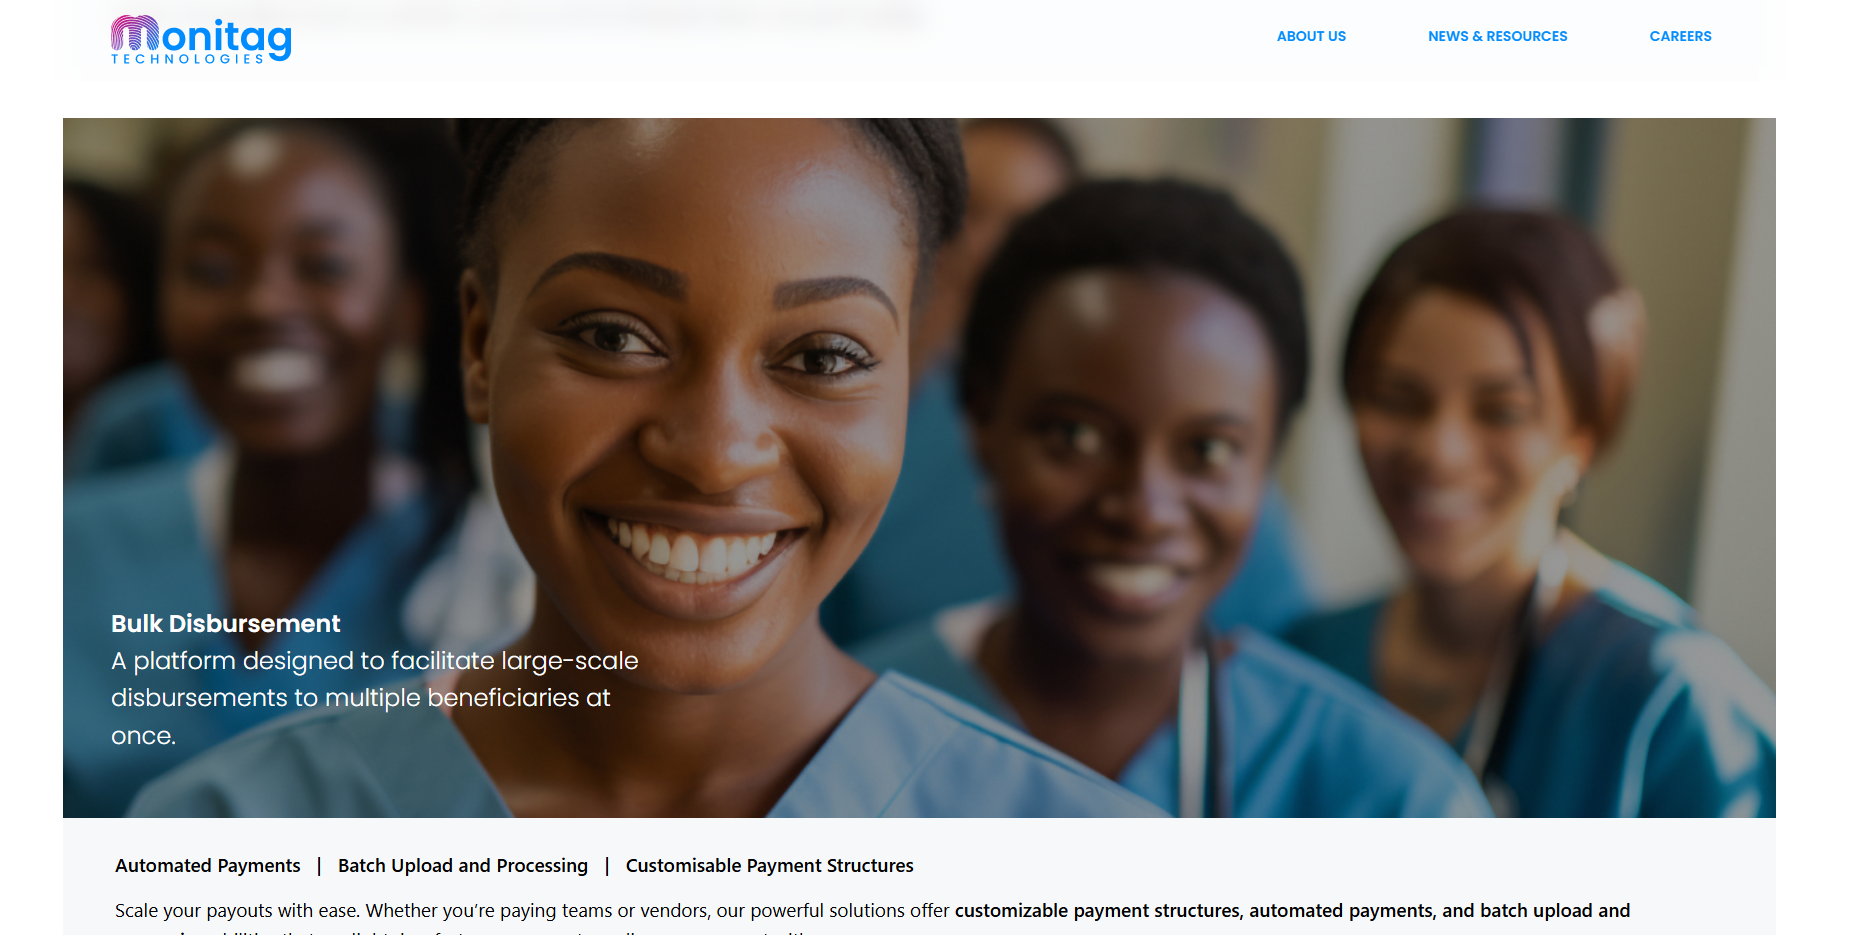 monitag
TECHNOLOGIES
ABOUT US
NEWS & RESOURCES
CAREERS
Bulk Disbursement
A platform designed to facilitate large-scale
disbursements to multiple beneficiaries at
once.
Automated Payments | Batch Upload and Processing | Customisable Payment Structures
Scale your payouts with ease. Whether you’re paying teams or vendors, our powerful solutions offer customizable payment structures, automated payments, and batch upload and